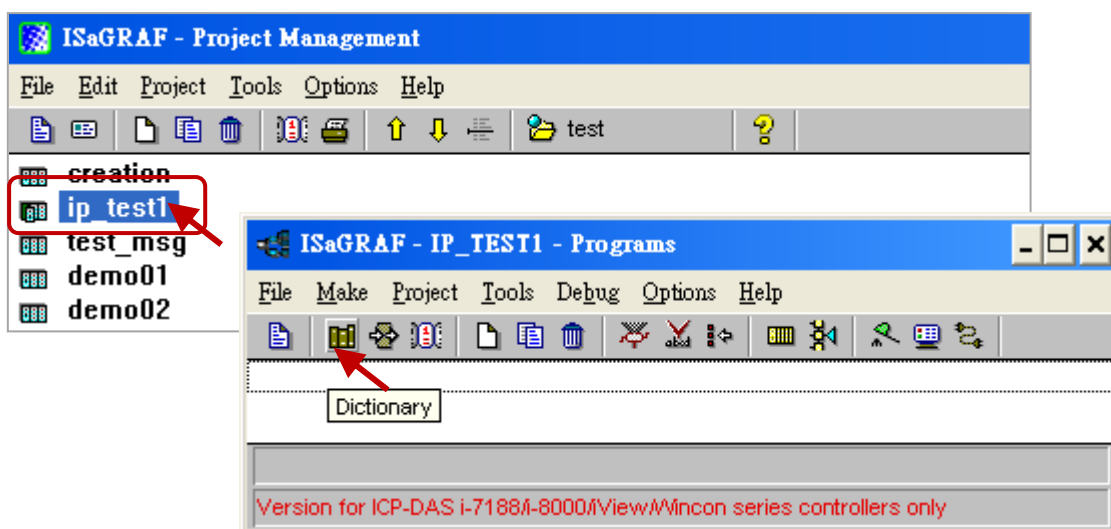 ISaGRAF - Project Management
File Edit Project Tools Options Help
test
creation
ip_test1
test_msg
demo01
demo02
ISaGRAF - IP_TEST1 - Programs
File Make Project Tools Debug Options Help
Dictionary
Version for ICP-DAS i-7188/i-8000/iView/Wincon series controllers only